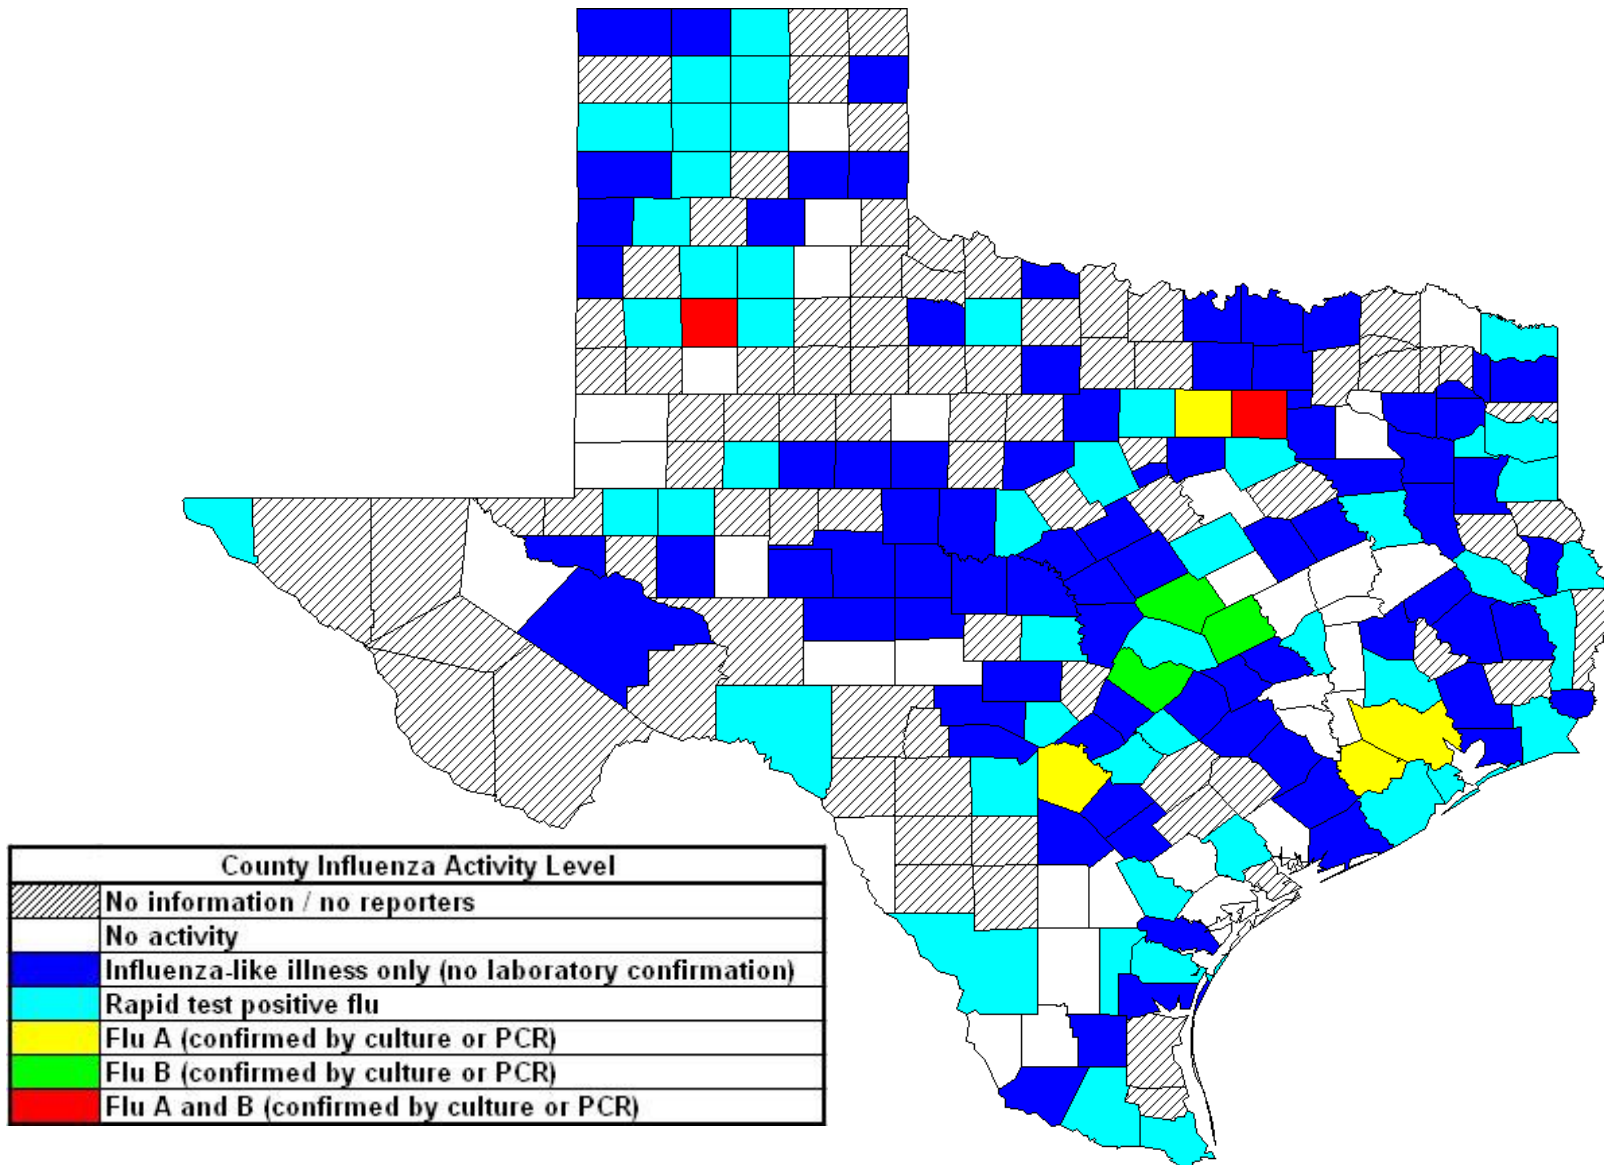 County Influenza Activity Level
No information / no reporters
No activity
Influenza-like illness only (no laboratory confirmation)
Rapid test positive flu
Flu A (confirmed by culture or PCR)
Flu B (confirmed by culture or PCR)
Flu A and B (confirmed by culture or PCR)